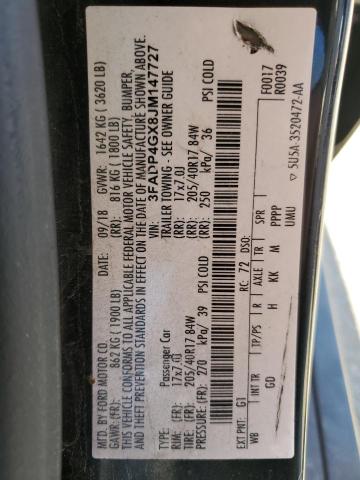 MFD. BY FORD MOTOR CO.
DATE: 09/18 GVWR: 1642 KG ( 3620 LB)
GAWR:(FR): 862 KG (1900 LB) (RR): 816 KG (1800 LB)
THIS VEHICLE CONFORMS TO ALL APPLICABLE FEDERAL MOTOR VEHICLE SAFETY, BUMPER,
AND THEFT PREVENTION STANDARDS IN EFFECT ON THE DATE OF MANUFACTURE SHOWN ABOVE.
VIN: 3FADP4GX8JM147727
Passenger Car TRAILER TOWING - SEE OWNER GUIDE
RIM: (FR): 17x7.0J (RR): 17x7.0J
TIRE: (FR): 205/40R17 84W (RR): 205/40R17 84W
PRESSURE: (FR): 270 kPa/ 39 PSI COLD (RR): 250 kPa/ 36 PSI COLD
F0017
R0039
EXT PNT: G1 RC: 72 DSO:
WB INT TR TP/PS R AXLE TR SPR
GD H KK M PPPP UMU
5U5A-3520472-AA